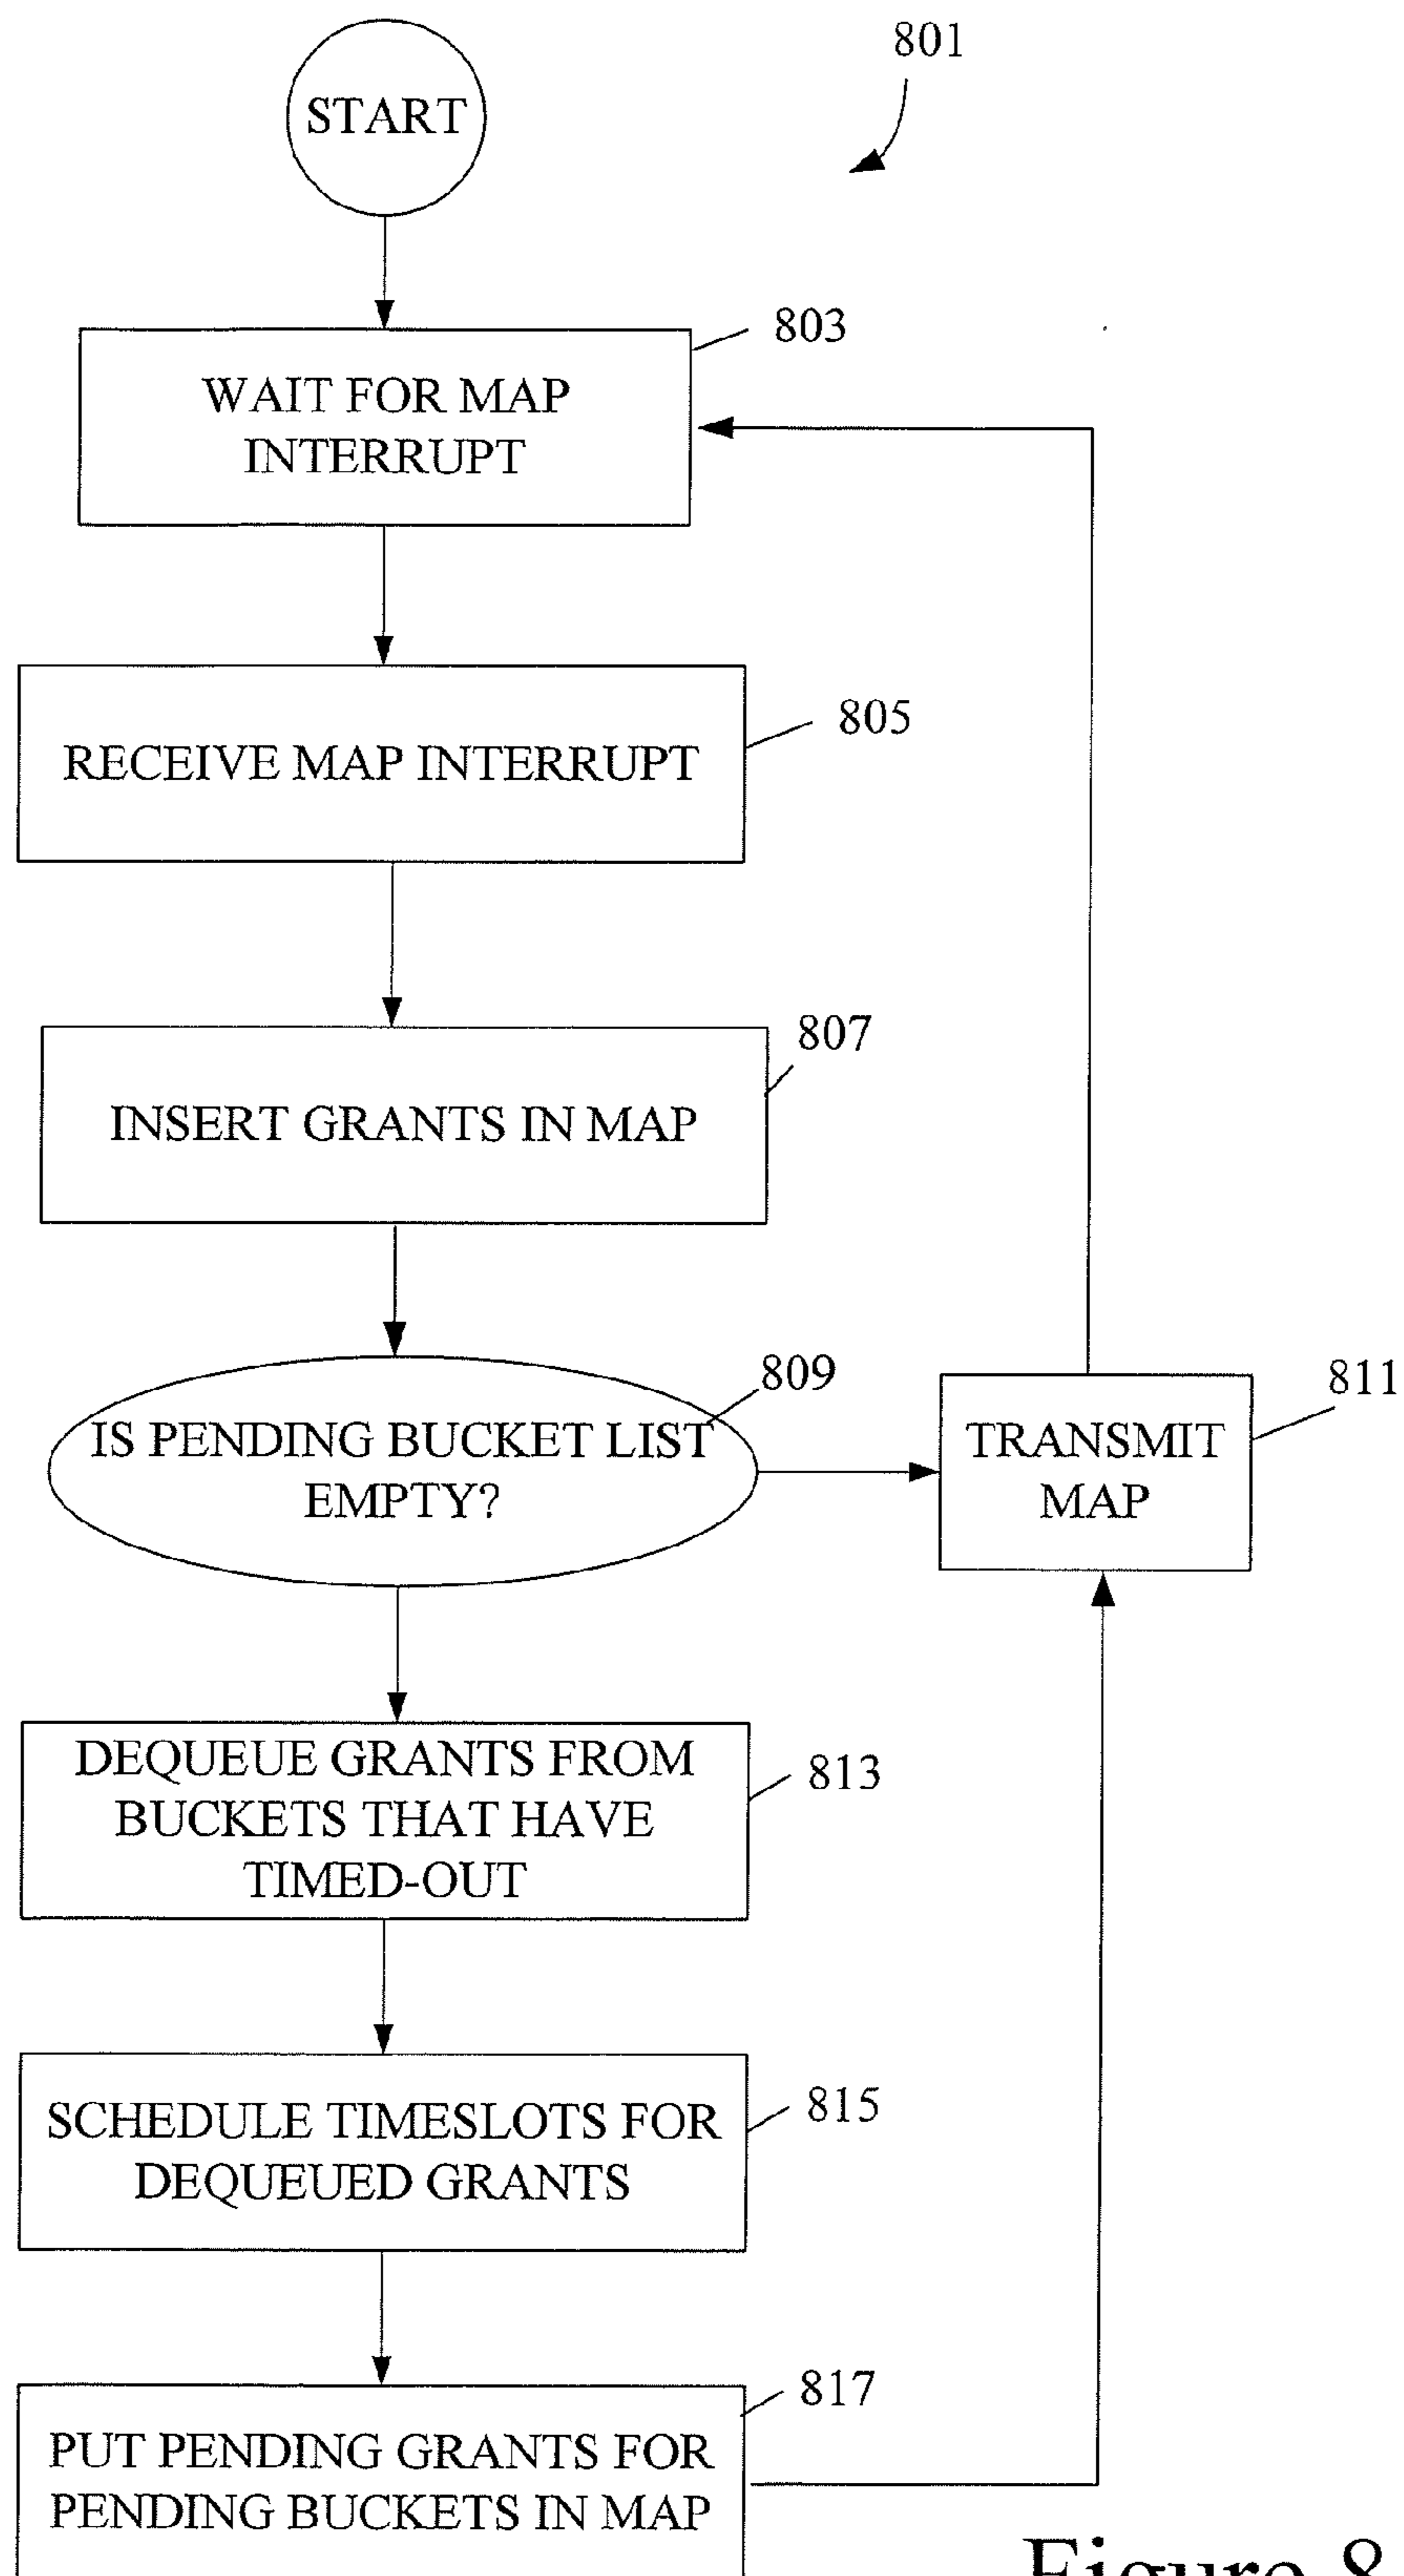 801
START
803
WAIT FOR MAP
INTERRUPT
805
RECEIVE MAP INTERRUPT
807
INSERT GRANTS IN MAP
809
IS PENDING BUCKET LIST
EMPTY?
811
TRANSMIT
MAP
DEQUEUE GRANTS FROM
BUCKETS THAT HAVE
TIMED-OUT
813
SCHEDULE TIMESLOTS FOR
DEQUEUED GRANTS
815
817
PUT PENDING GRANTS FOR
PENDING BUCKETS IN MAP
Figure 8